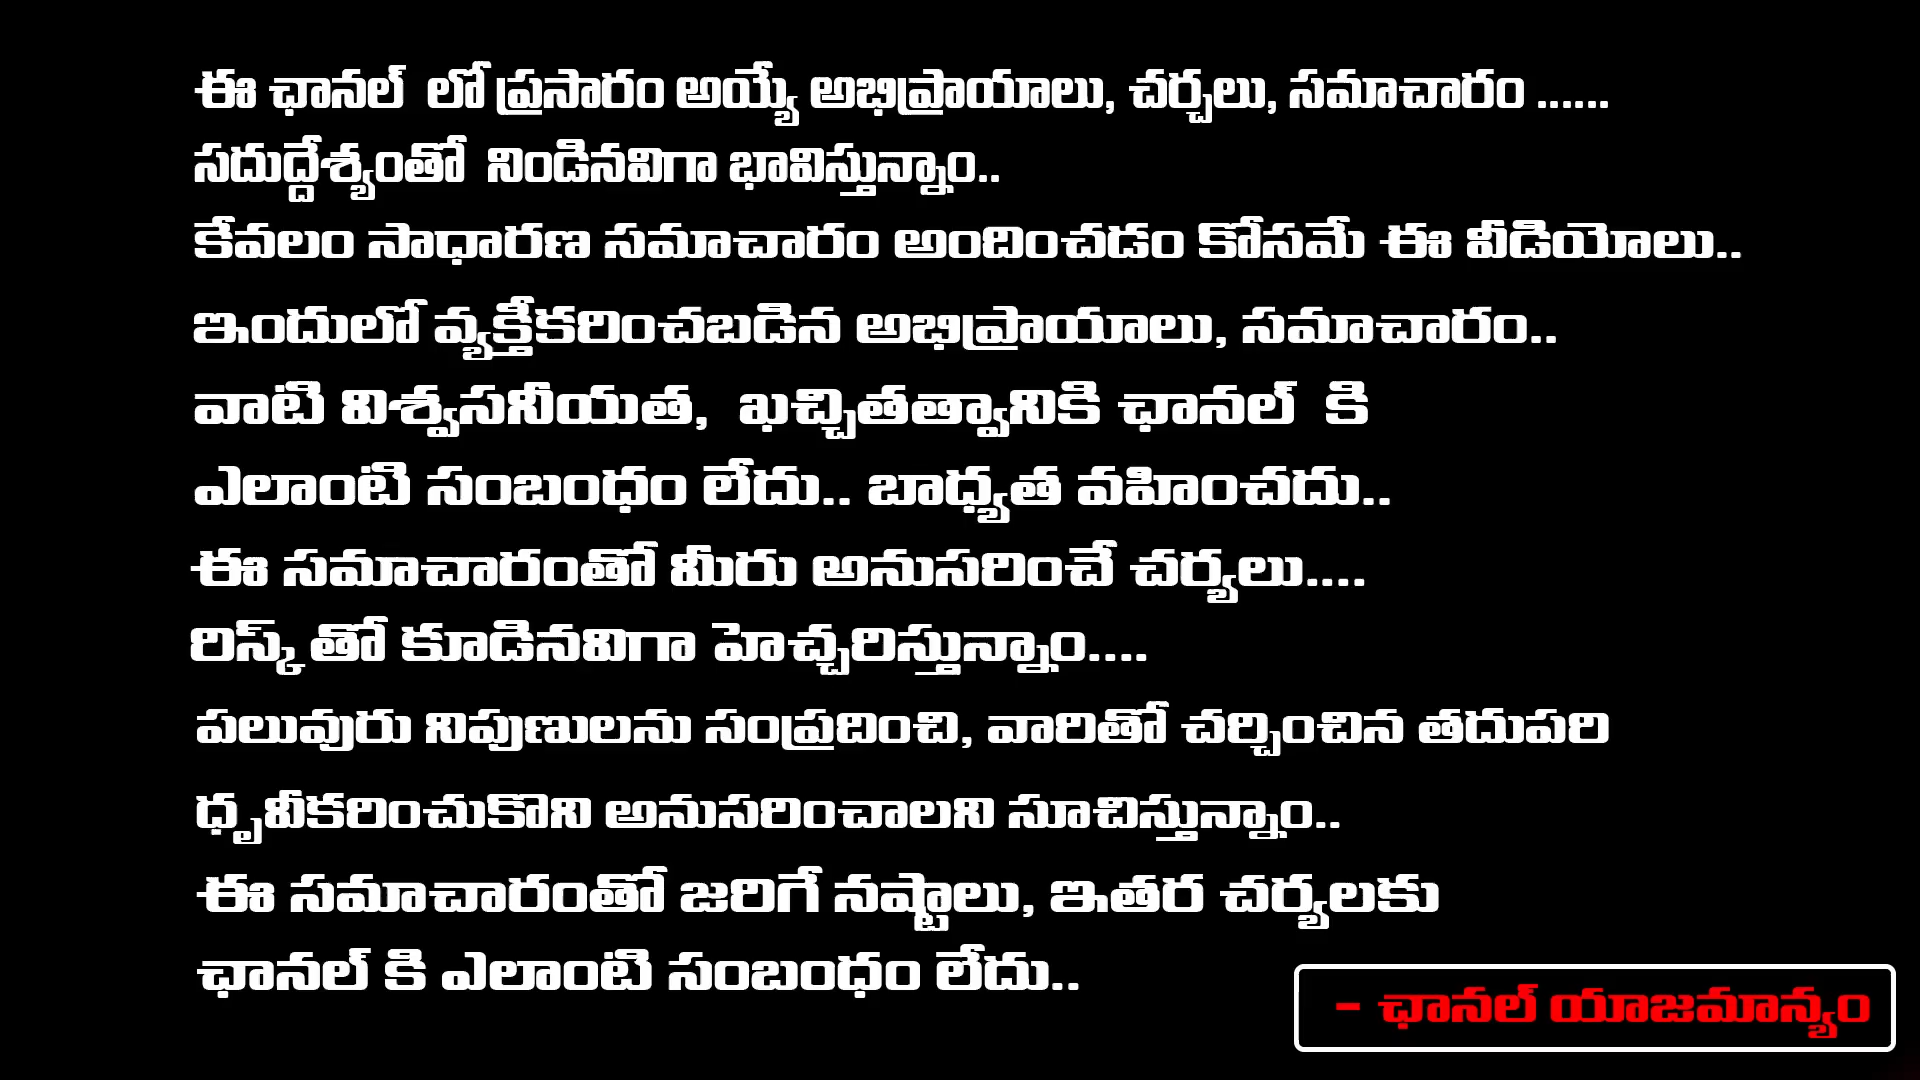 ఈ ఛానల్ లో ప్రసారం అయ్యే అభిప్రాయాలు, చర్చలు, సమాచారం ......
సదుద్దేశ్యంతో నిండినవిగా భావిస్తున్నాం..
కేవలం సాధారణ సమాచారం అందించడం కోసమే ఈ వీడియోలు..
ఇందులో వ్యక్తీకరించబడిన అభిప్రాయాలు, సమాచారం..
వాటి విశ్వసనీయత, ఖచ్చితత్వానికి ఛానల్ కి
ఎలాంటి సంబంధం లేదు.. బాధ్యత వహించదు..
ఈ సమాచారంతో మీరు అనుసరించే చర్యలు....
రిస్క్ తో కూడినవిగా హెచ్చరిస్తున్నాం....
పలువురు నిపుణులను సంప్రదించి, వారితో చర్చించిన తదుపరి
ధృవీకరించుకొని అనుసరించాలని సూచిస్తున్నాం..
ఈ సమాచారంతో జరిగే నష్టాలు, ఇతర చర్యలకు
ఛానల్ కి ఎలాంటి సంబంధం లేదు..
- ఛానల్ యాజమాన్యం